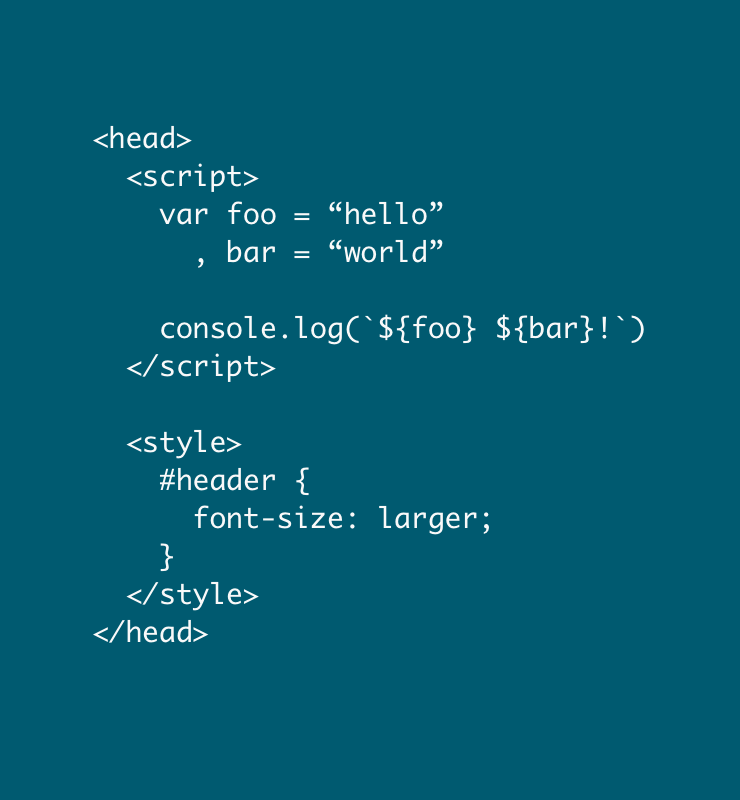 <head>
  <script>
    var foo = “hello”
      , bar = “world”

    console.log(`${foo} ${bar}!`)
  </script>

  <style>
    #header {
      font-size: larger;
    }
  </style>
</head>